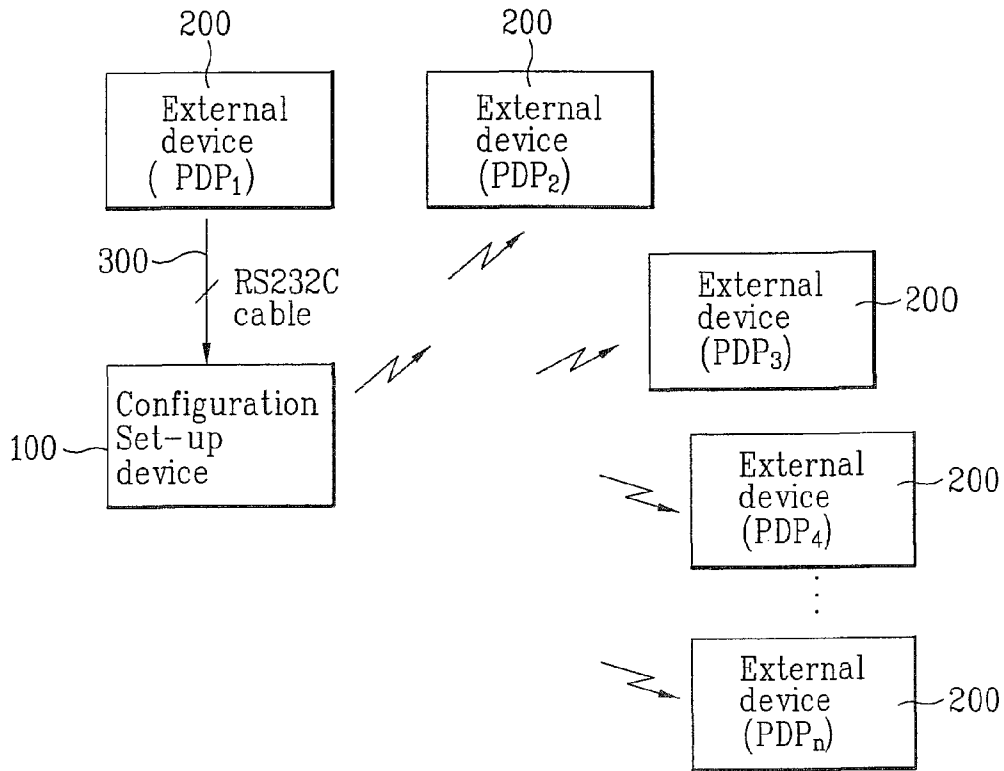 200
200
External
device
( PDP₁)
External
device
(PDP₂)
300
RS232C
cable
External
device
(PDP₃)
200
Configuration
Set-up
device
100
External
device
(PDP₄)
200
External
device
(PDPₙ)
200